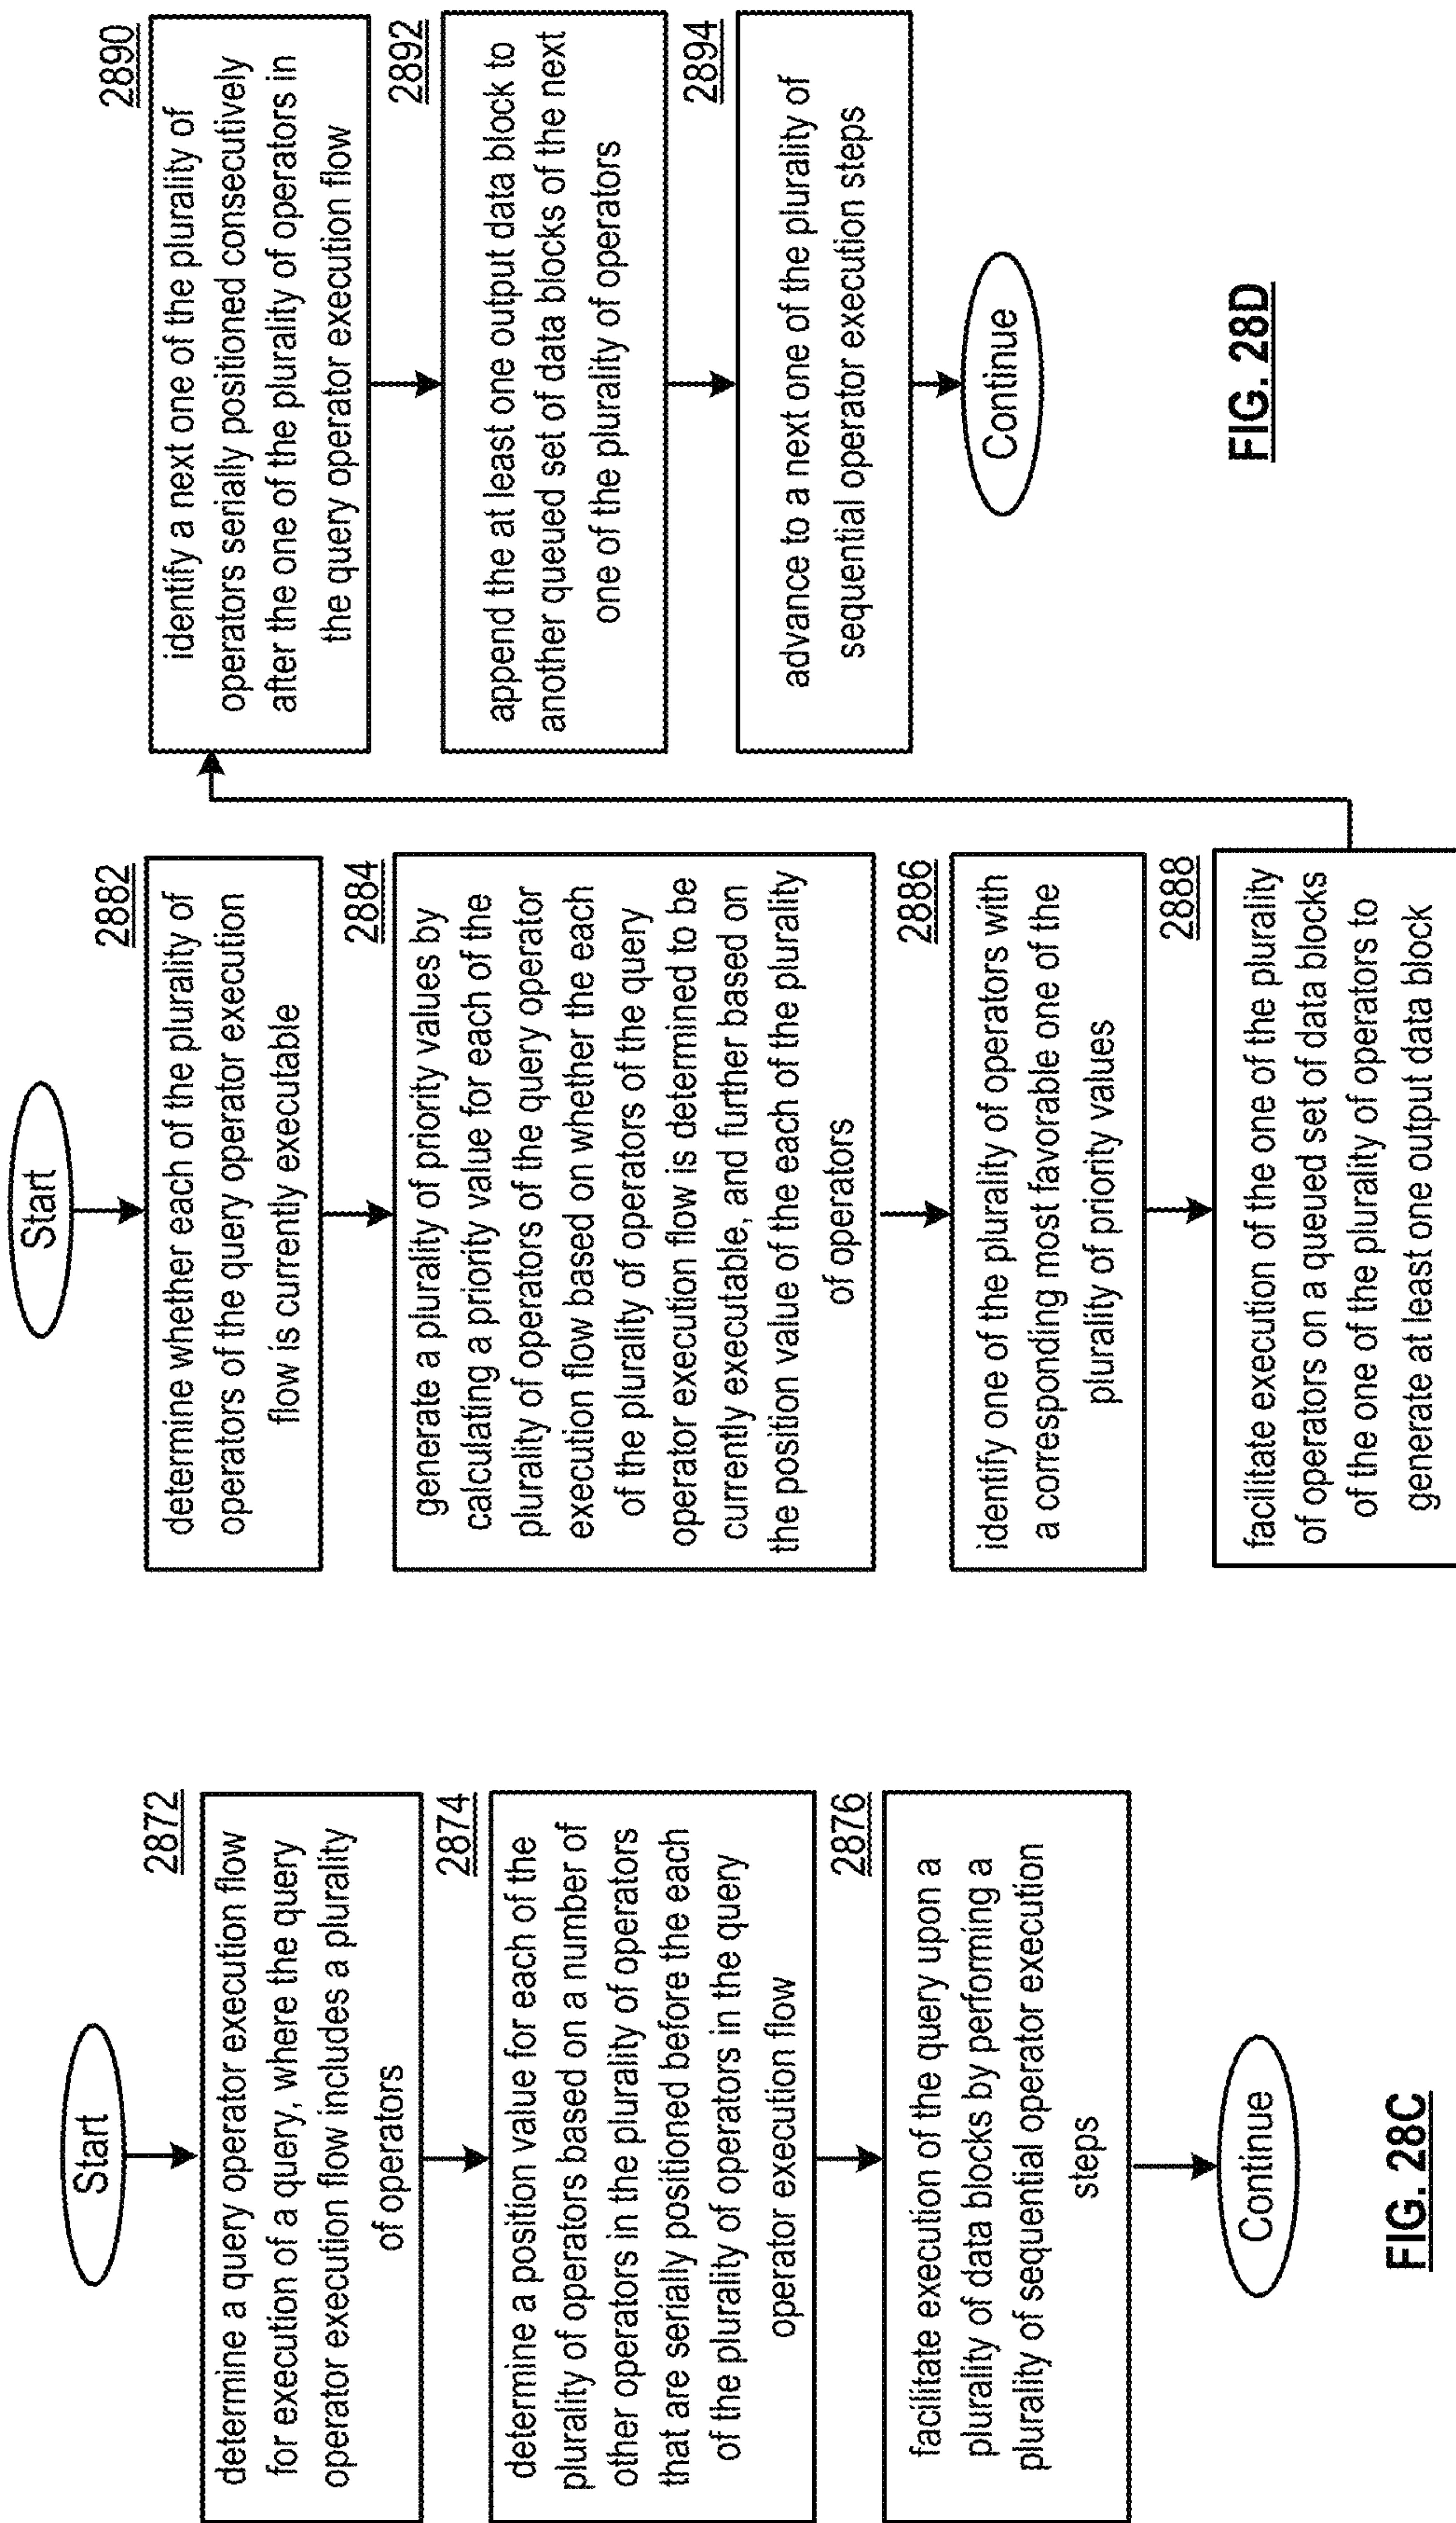 Start
2872
determine a query operator execution flow
for execution of a query, where the query
operator execution flow includes a plurality
of operators
2874
determine a position value for each of the
plurality of operators based on a number of
other operators in the plurality of operators
that are serially positioned before the each
of the plurality of operators in the query
operator execution flow
2876
facilitate execution of the query upon a
plurality of data blocks by performing a
plurality of sequential operator execution
steps
Continue
FIG. 28C
Start
2882
determine whether each of the plurality of
operators of the query operator execution
flow is currently executable
2884
generate a plurality of priority values by
calculating a priority value for each of the
plurality of operators of the query operator
execution flow based on whether the each
of the plurality of operators of the query
operator execution flow is determined to be
currently executable, and further based on
the position value of the each of the plurality
of operators
2886
identify one of the plurality of operators with
a corresponding most favorable one of the
plurality of priority values
2888
facilitate execution of the one of the plurality
of operators on a queued set of data blocks
of the one of the plurality of operators to
generate at least one output data block
2890
identify a next one of the plurality of
operators serially positioned consecutively
after the one of the plurality of operators in
the query operator execution flow
2892
append the at least one output data block to
another queued set of data blocks of the next
one of the plurality of operators
2894
advance to a next one of the plurality of
sequential operator execution steps
Continue
FIG. 28D